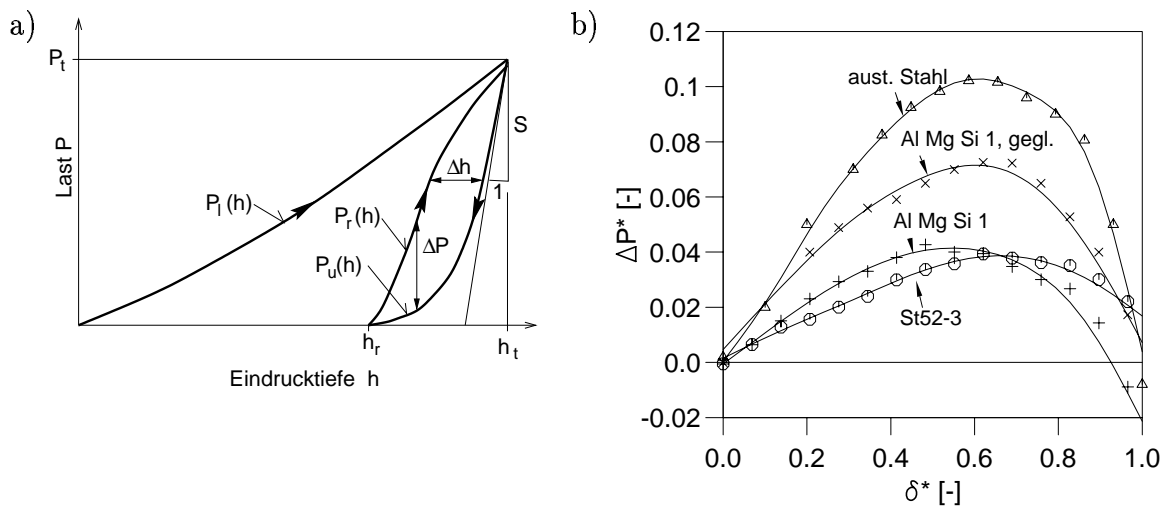 a)
P_t
Last P
P_l (h)
P_r (h)
P_u(h)
Δh
ΔP
S
1
h_r
h_t
Eindrucktiefe h
b)
0.12
0.1
0.08
0.06
0.04
0.02
0.0
-0.02
ΔP* [-]
aust. Stahl
Al Mg Si 1, gegl.
Al Mg Si 1
St52-3
0.0 0.2 0.4 0.6 0.8 1.0
δ* [-]